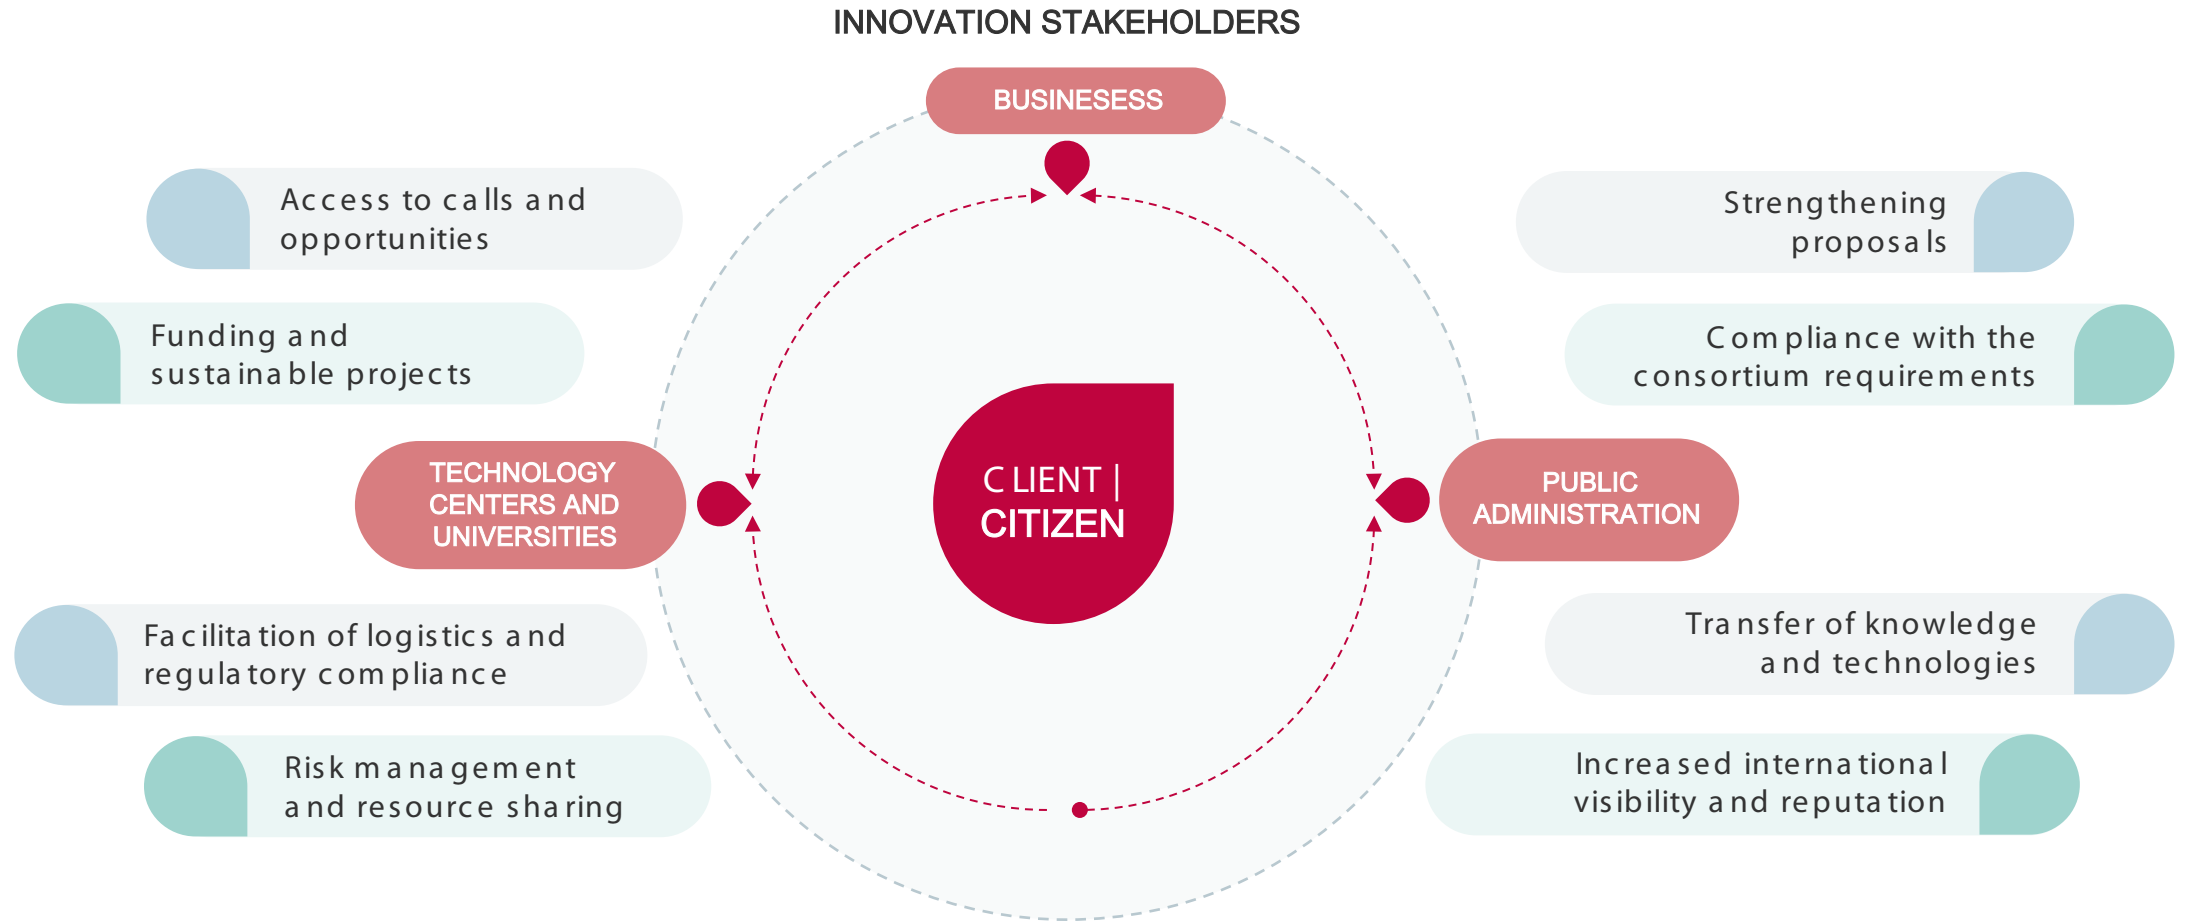 INNOVATION STAKEHOLDERS
BUSINESESS
Access to calls and
opportunities
Funding and
sustainable projects
TECHNOLOGY
CENTERS AND
UNIVERSITIES
Facilitation of logistics and
regulatory compliance
Risk management
and resource sharing
CLIENT |
CITIZEN
Strengthening
proposals
Compliance with the
consortium requirements
PUBLIC
ADMINISTRATION
Transfer of knowledge
and technologies
Increased international
visibility and reputation